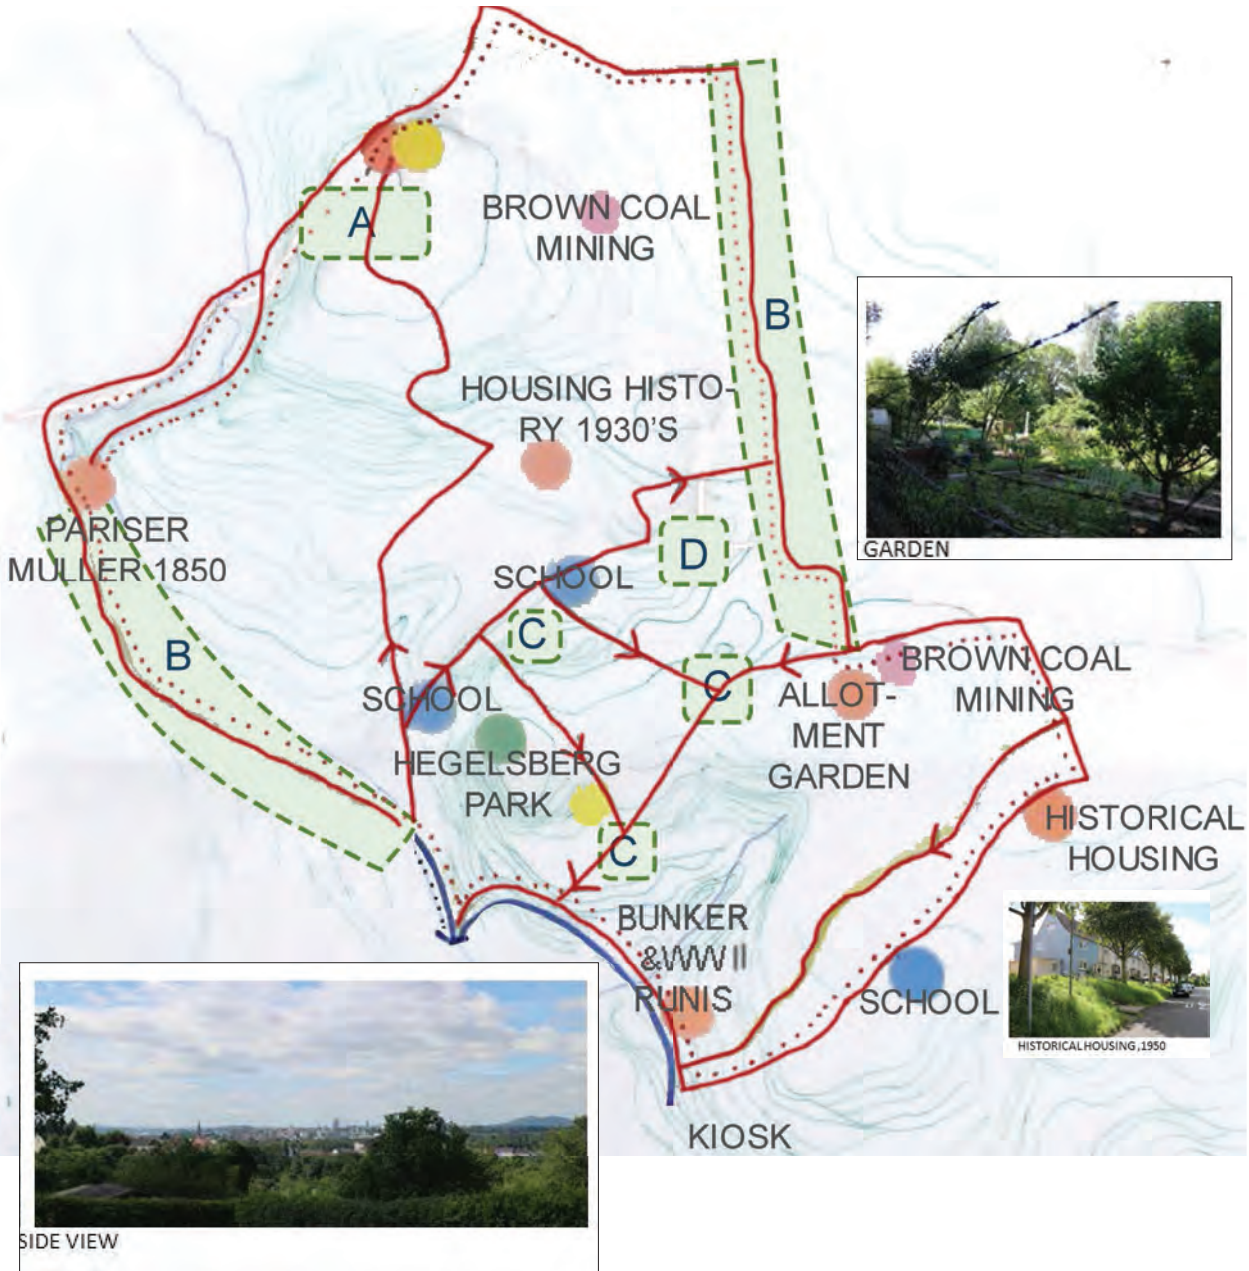 A
BROWN COAL
MINING
B
HOUSING HISTO-
RY 1930'S
GARDEN
PARISER
MULLER 1850
D
SCHOOL
C
B
BROWN COAL
MINING
C
ALLOT-
MENT
GARDEN
SCHOOL
HEGELSBERG
PARK
HISTORICAL
HOUSING
C
BUNKER
&WW II
RUNIS
SCHOOL
HISTORICAL HOUSING,1950
KIOSK
SIDE VIEW